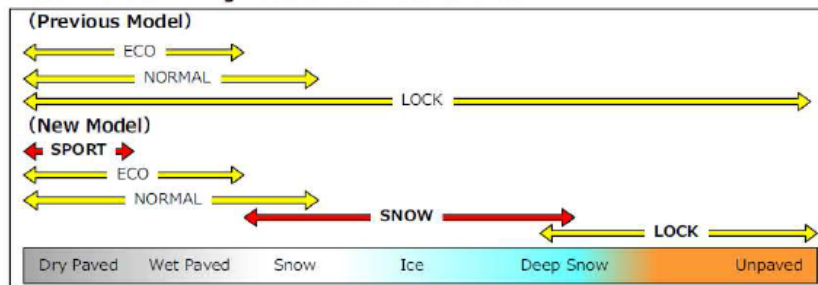 (Previous Model)
ECO
NORMAL
LOCK
(New Model)
SPORT
ECO
NORMAL
SNOW
LOCK
Dry Paved Wet Paved Snow Ice Deep Snow Unpaved